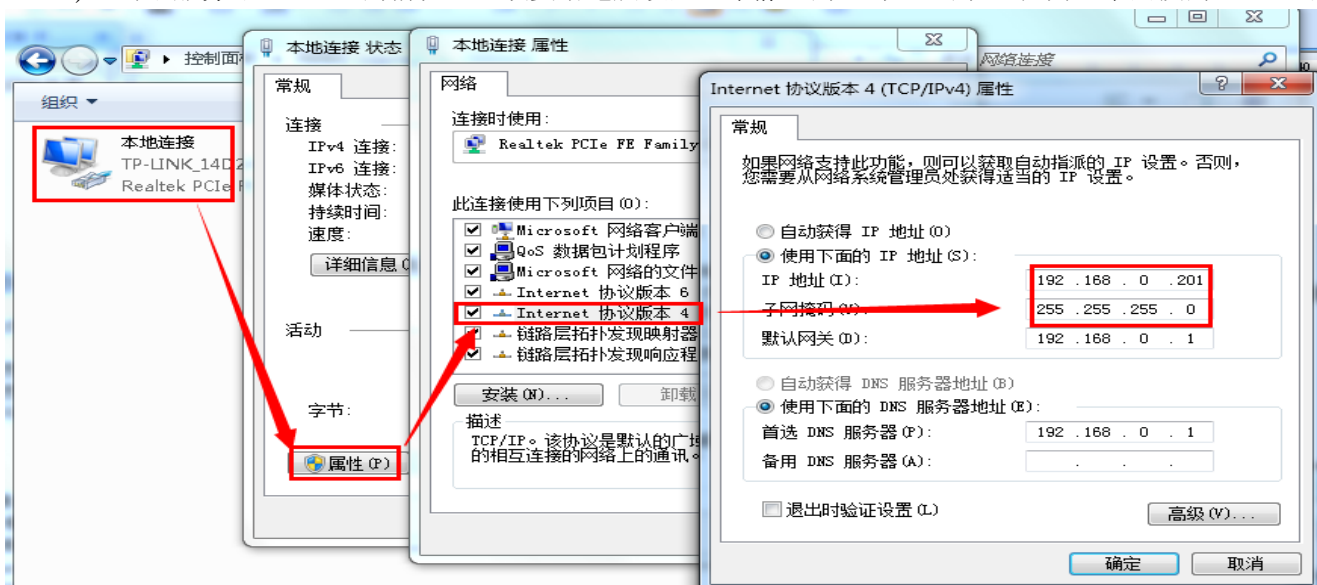 控制面
网络连接
组织
本地连接
TP-LINK_14D2
Realtek PCIe F
本地连接 状态
常规
连接
IPv4 连接:
IPv6 连接:
媒体状态:
持续时间:
速度:
详细信息(
活动
字节:
属性(P)
本地连接 属性
网络
连接时使用:
Realtek PCIe FE Family
此连接使用下列项目(O):
Microsoft 网络客户端
QoS 数据包计划程序
Microsoft 网络的文件
Internet 协议版本 6
Internet 协议版本 4
链路层拓扑发现映射器
链路层拓扑发现响应程
安装(N)...
卸载
描述
TCP/IP。该协议是默认的广域
的相互连接的网络上的通讯。
Internet 协议版本 4 (TCP/IPv4) 属性
常规
如果网络支持此功能，则可以获取自动指派的 IP 设置。否则，
您需要从网络系统管理员处获得适当的 IP 设置。
自动获得 IP 地址(O)
使用下面的 IP 地址(S):
IP 地址(I): 192 .168 . 0 .201
子网掩码(U): 255 .255 .255 . 0
默认网关(D): 192 .168 . 0 . 1
自动获得 DNS 服务器地址(B)
使用下面的 DNS 服务器地址(E):
首选 DNS 服务器(P): 192 .168 . 0 . 1
备用 DNS 服务器(A): . . .
退出时验证设置(L)
高级(V)...
确定
取消